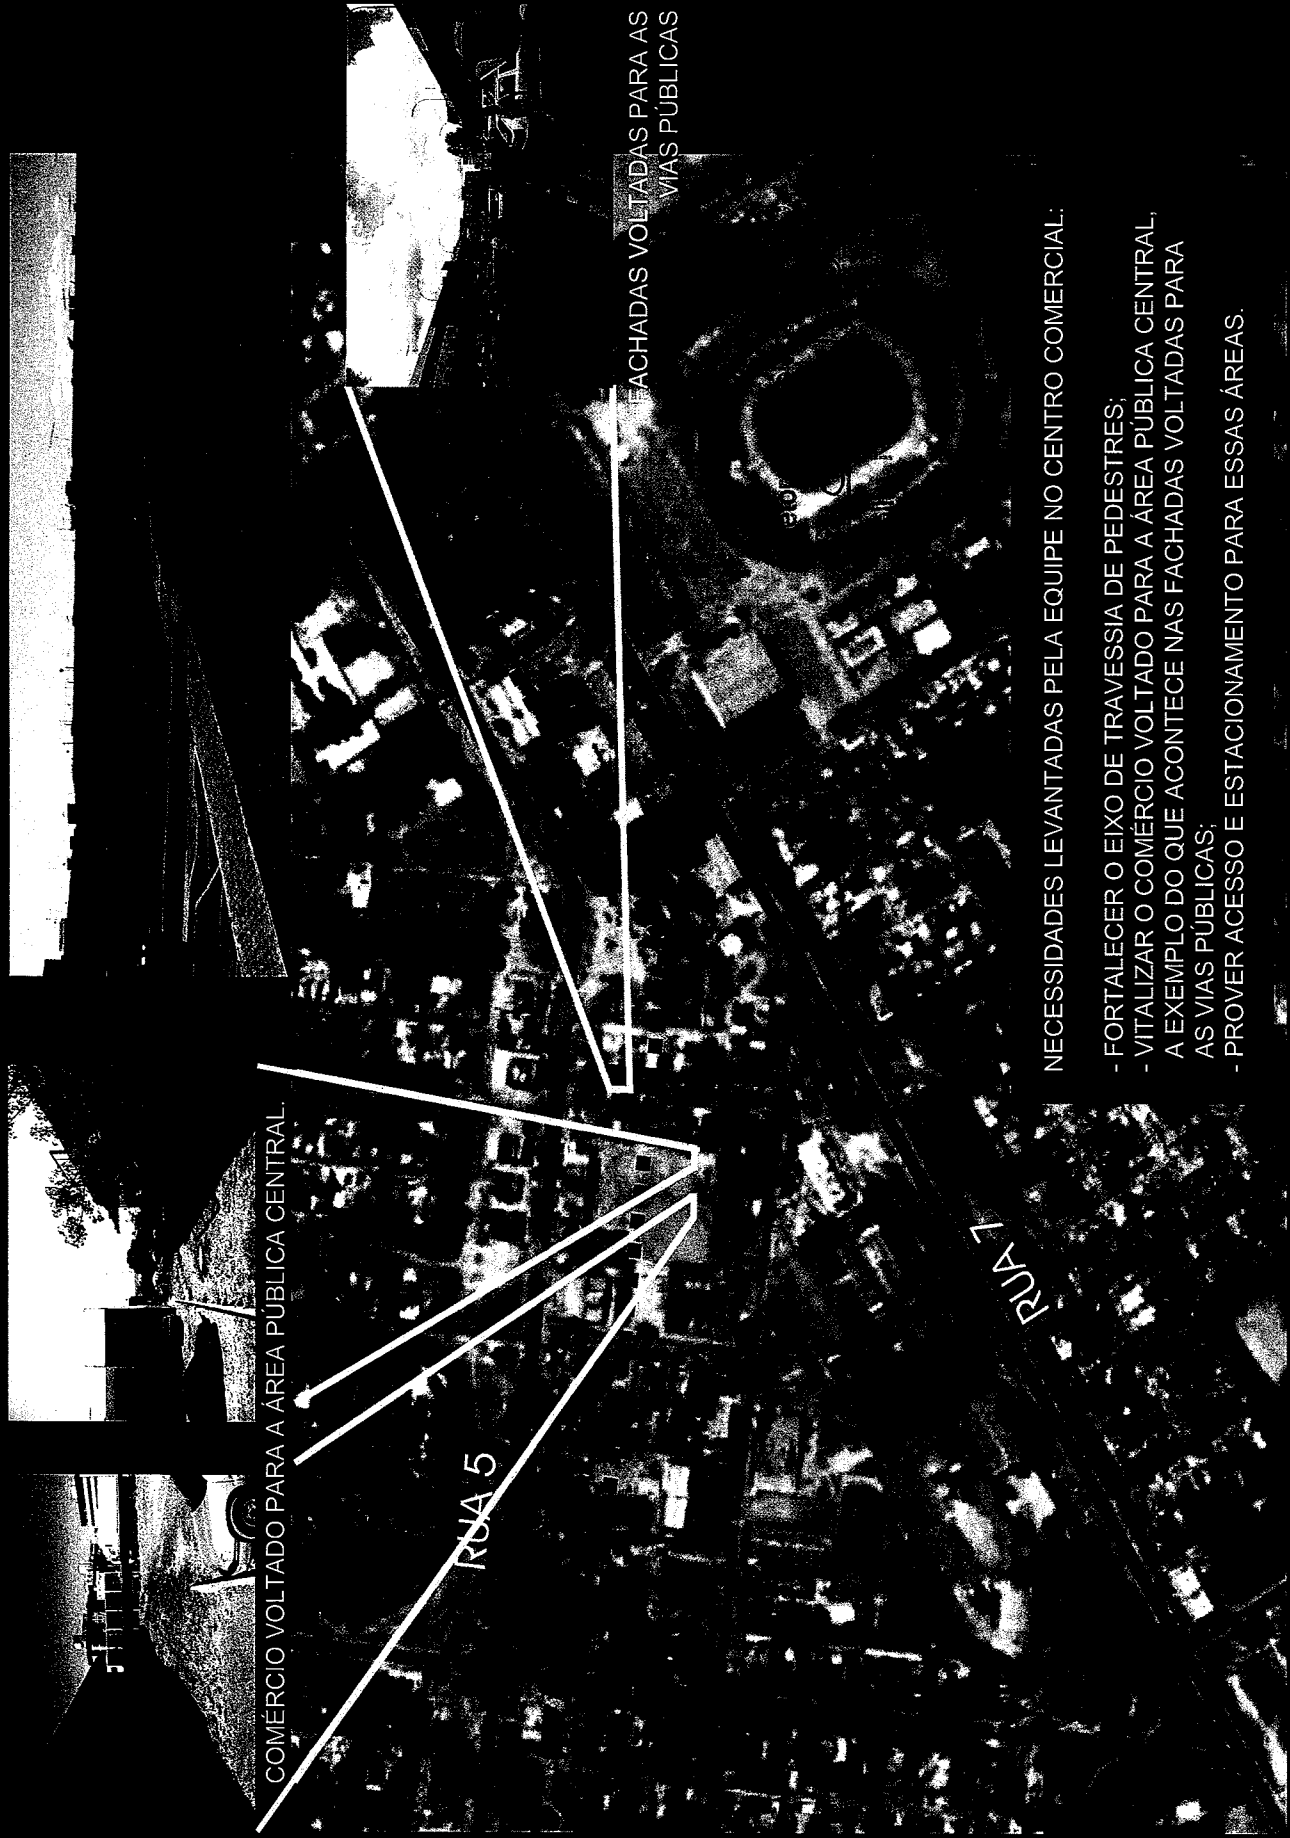 COMÉRCIO VOLTADO PARA A ÁREA PÚBLICA CENTRAL.
FACHADAS VOLTADAS PARA AS
VIAS PÚBLICAS
RUA 5
RUA 7
NECESSIDADES LEVANTADAS PELA EQUIPE NO CENTRO COMERCIAL:
- FORTALECER O EIXO DE TRAVESSIA DE PEDESTRES;
- VITALIZAR O COMÉRCIO VOLTADO PARA A ÁREA PÚBLICA CENTRAL,
A EXEMPLO DO QUE ACONTECE NAS FACHADAS VOLTADAS PARA
AS VIAS PÚBLICAS;
- PROVER ACESSO E ESTACIONAMENTO PARA ESSAS ÁREAS.